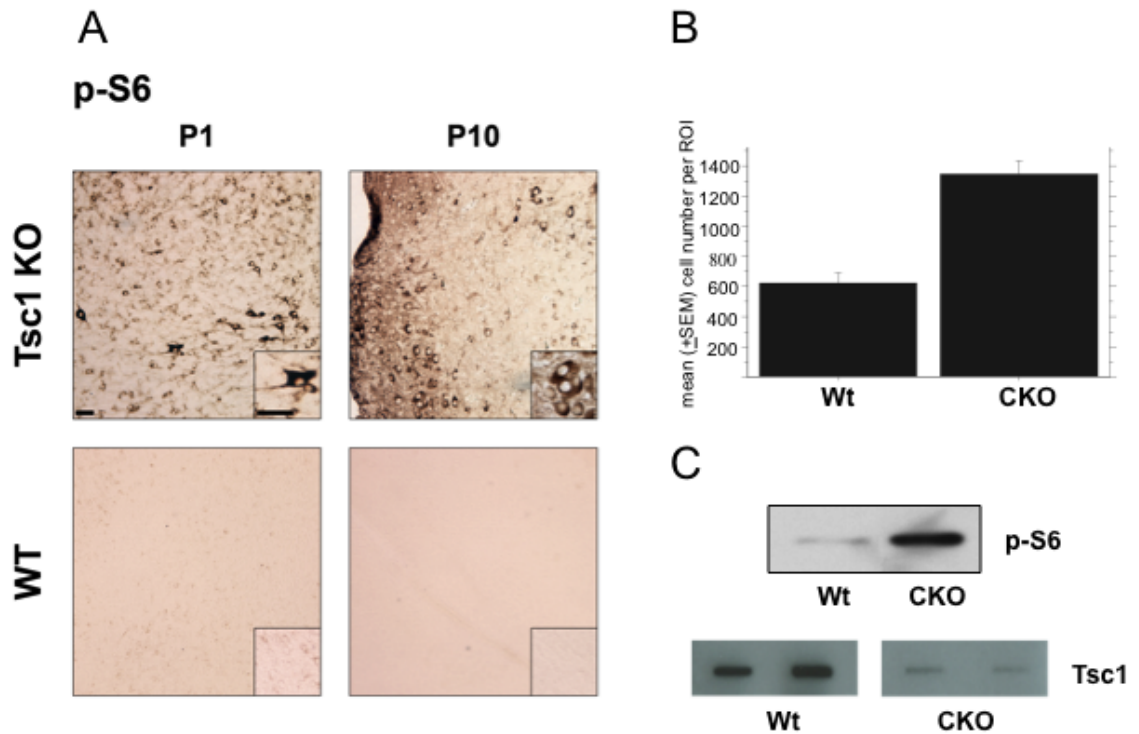 A
p-S6
P1
P10
Tsc1 KO
WT
B
mean (±SEM) cell number per ROI
1400
1200
1000
800
600
400
200
Wt
CKO
C
p-S6
Wt
CKO
Tsc1
Wt
CKO